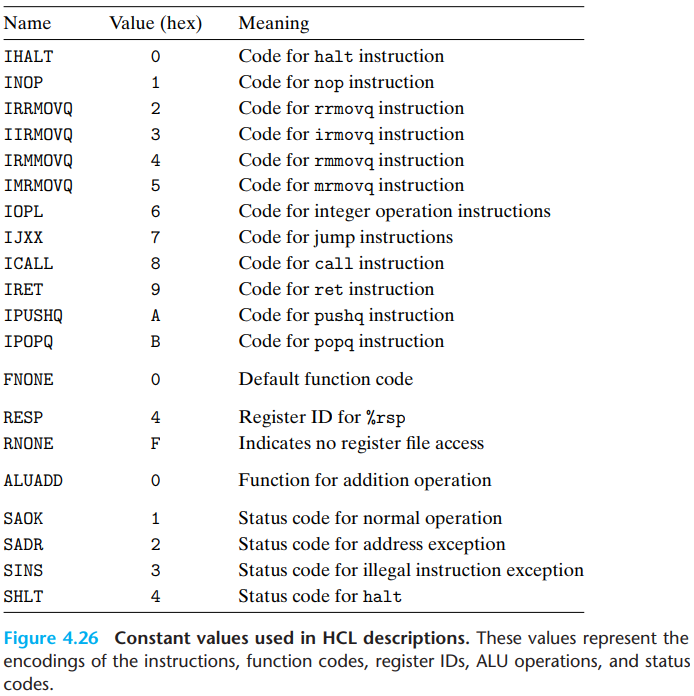 Name Value (hex) Meaning
IHALT 0 Code for halt instruction
INOP 1 Code for nop instruction
IRRMOVQ 2 Code for rrmovq instruction
IIRMOVQ 3 Code for irmovq instruction
IRMMOVQ 4 Code for rmmovq instruction
IMRMOVQ 5 Code for mrmovq instruction
IOPL 6 Code for integer operation instructions
IJXX 7 Code for jump instructions
ICALL 8 Code for call instruction
IRET 9 Code for ret instruction
IPUSHQ A Code for pushq instruction
IPOPQ B Code for popq instruction
FNONE 0 Default function code
RESP 4 Register ID for %rsp
RNONE F Indicates no register file access
ALUADD 0 Function for addition operation
SAOK 1 Status code for normal operation
SADR 2 Status code for address exception
SINS 3 Status code for illegal instruction exception
SHLT 4 Status code for halt
Figure 4.26 Constant values used in HCL descriptions. These values represent the
encodings of the instructions, function codes, register IDs, ALU operations, and status
codes.